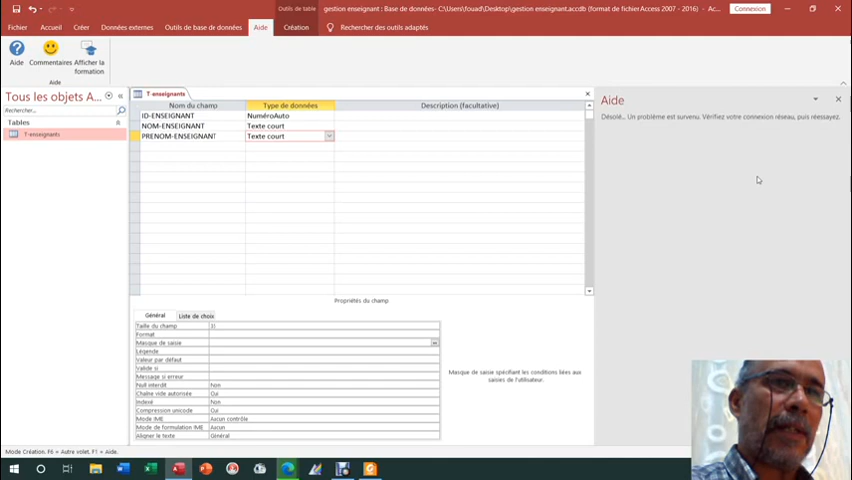 Outils de table
gestion enseignant : Base de données- C:\Users\fouad\Desktop\gestion enseignant.accdb (format de fichier Access 2007 - 2016) - Ac...
Connexion
Fichier Accueil Créer Données externes Outils de base de données Aide Création Rechercher des outils adaptés
Aide Commentaires Afficher la formation
Aide
Tous les objets A...
Rechercher...
Tables
T-enseignants
T enseignants
Nom du champ Type de données Description (facultative)
ID-ENSEIGNANT NuméroAuto
NOM-ENSEIGNANT Texte court
PRENOM-ENSEIGNANT Texte court
Propriétés du champ
Général Liste de choix
Taille du champ
Format
Masque de saisie
Légende
Valeur par défaut
Valide si
Message si erreur
Null interdit Non
Chaîne vide autorisée Oui
Indexé Non
Compression unicode Oui
Mode IME Aucun contrôle
Mode de formulation IME Aucun
Aligner le texte Général
Masque de saisie spécifiant les conditions liées aux
saisies de l'utilisateur.
Aide
Désolé... Un problème est survenu. Vérifiez votre connexion réseau, puis réessayez.
Mode Création. F6 = Autre volet. F1 = Aide.